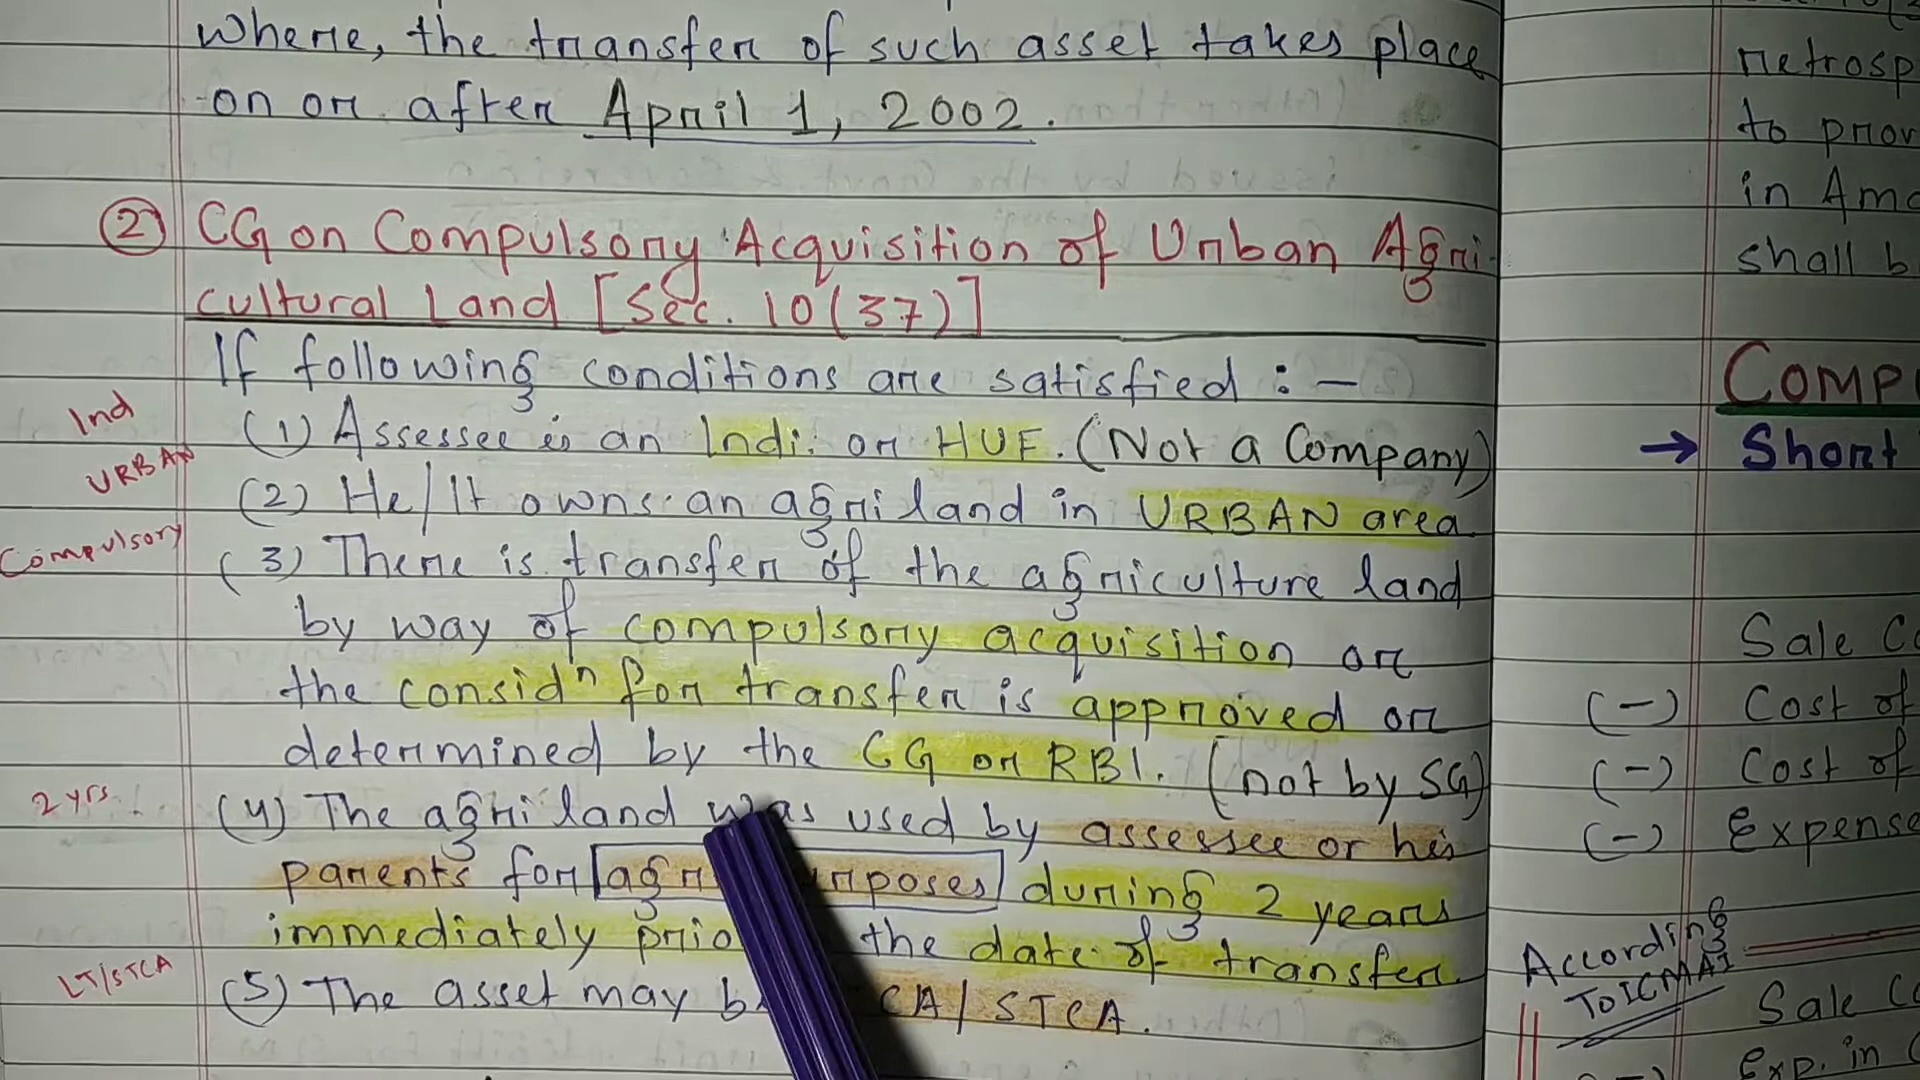 where, the transfer of such asset takes place
on or after April 1, 2002.
② CG on Compulsory Acquisition of Urban Agri-
cultural Land [Sec. 10(37)]
If following conditions are satisfied :-
Ind
(1) Assessee is an Indi. or HUF. (Not a Company)
URBAN
(2) He/It owns an agri land in URBAN area
Compulsory
(3) There is transfer of the agriculture land
by way of compulsory acquisition or
the considⁿ for transfer is approved or
determined by the CG or RBI. (not by SG)
2 yrs.
(4) The agri land was used by assessee or his
parents for during 2 years
immediately the date of transfer.
LT/STCA
(5) The asset may CA/STCA.
retrosp
to prov
in Ama
shall b
COMP
→ Short
Sale Co
(-) Cost of
(-) Cost of
(-) Expense
According
To ICMAI
Sale Co
Exp. in